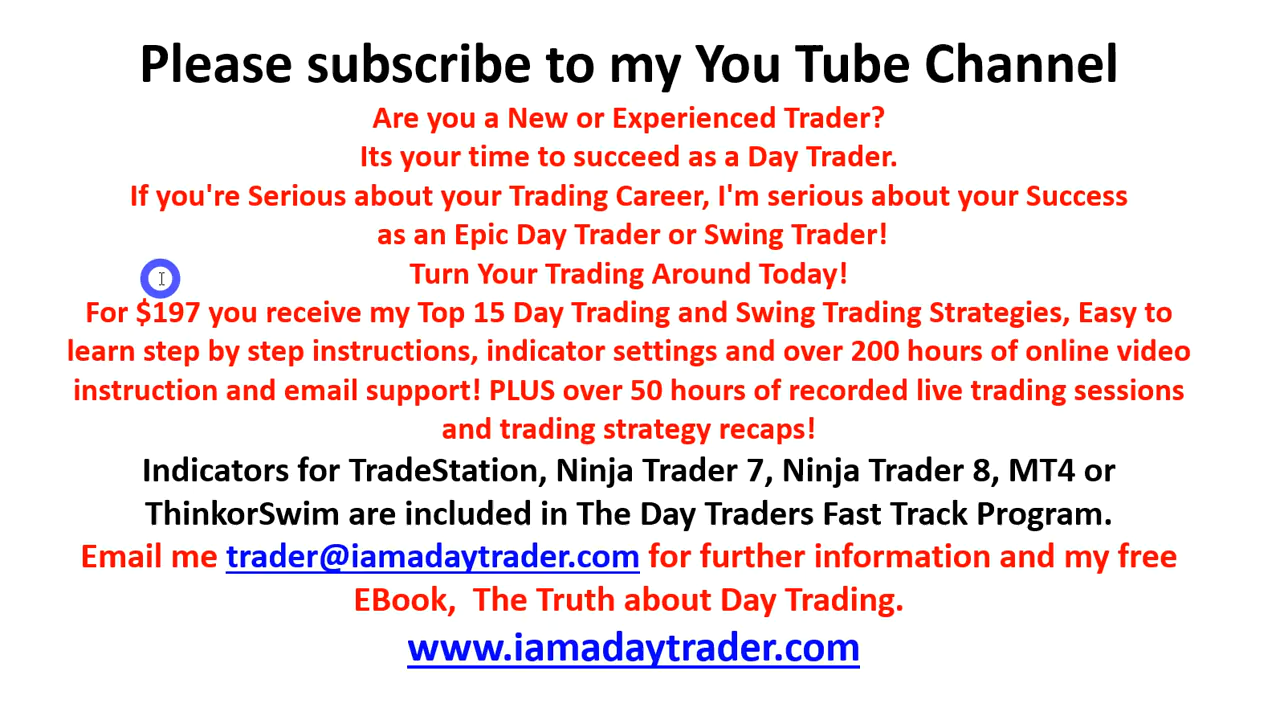 Please subscribe to my You Tube Channel
Are you a New or Experienced Trader?
Its your time to succeed as a Day Trader.
If you're Serious about your Trading Career, I'm serious about your Success
as an Epic Day Trader or Swing Trader!
Turn Your Trading Around Today!
For $197 you receive my Top 15 Day Trading and Swing Trading Strategies, Easy to
learn step by step instructions, indicator settings and over 200 hours of online video
instruction and email support! PLUS over 50 hours of recorded live trading sessions
and trading strategy recaps!
Indicators for TradeStation, Ninja Trader 7, Ninja Trader 8, MT4 or
ThinkorSwim are included in The Day Traders Fast Track Program.
Email me trader@iamadaytrader.com for further information and my free
EBook,  The Truth about Day Trading.
www.iamadaytrader.com